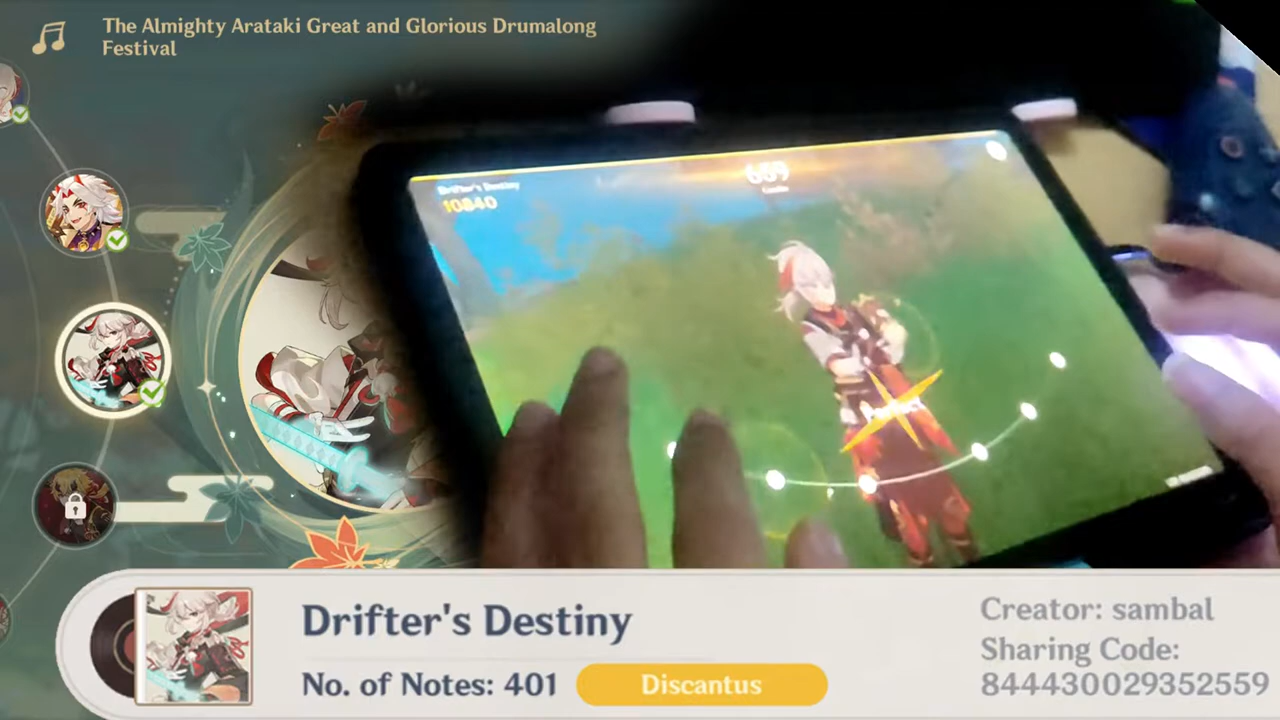 The Almighty Arataki Great and Glorious Drumalong
Festival
Drifter's Destiny
10840
Drifter's Destiny
No. of Notes: 401
Discantus
Creator: sambal
Sharing Code:
844430029352559